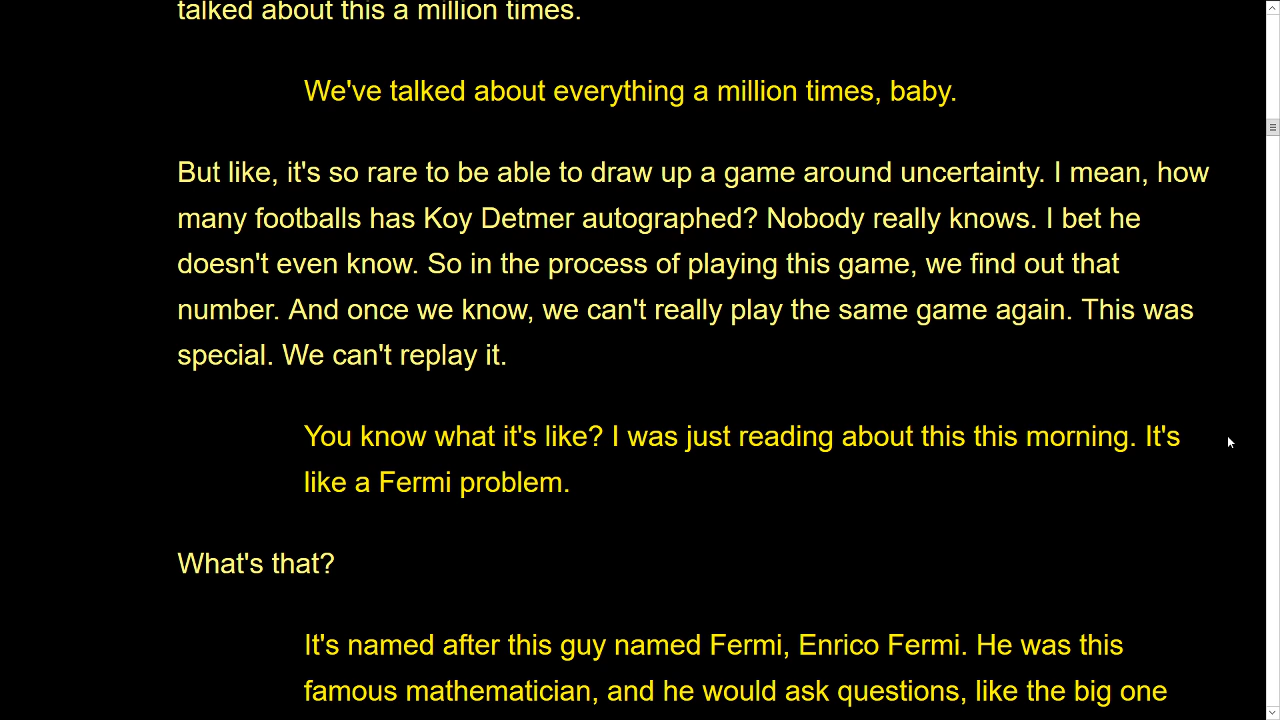 talked about this a million times.
We've talked about everything a million times, baby.
But like, it's so rare to be able to draw up a game around uncertainty. I mean, how
many footballs has Koy Detmer autographed? Nobody really knows. I bet he
doesn't even know. So in the process of playing this game, we find out that
number. And once we know, we can't really play the same game again. This was
special. We can't replay it.
You know what it's like? I was just reading about this this morning. It's
like a Fermi problem.
What's that?
It's named after this guy named Fermi, Enrico Fermi. He was this
famous mathematician, and he would ask questions, like the big one